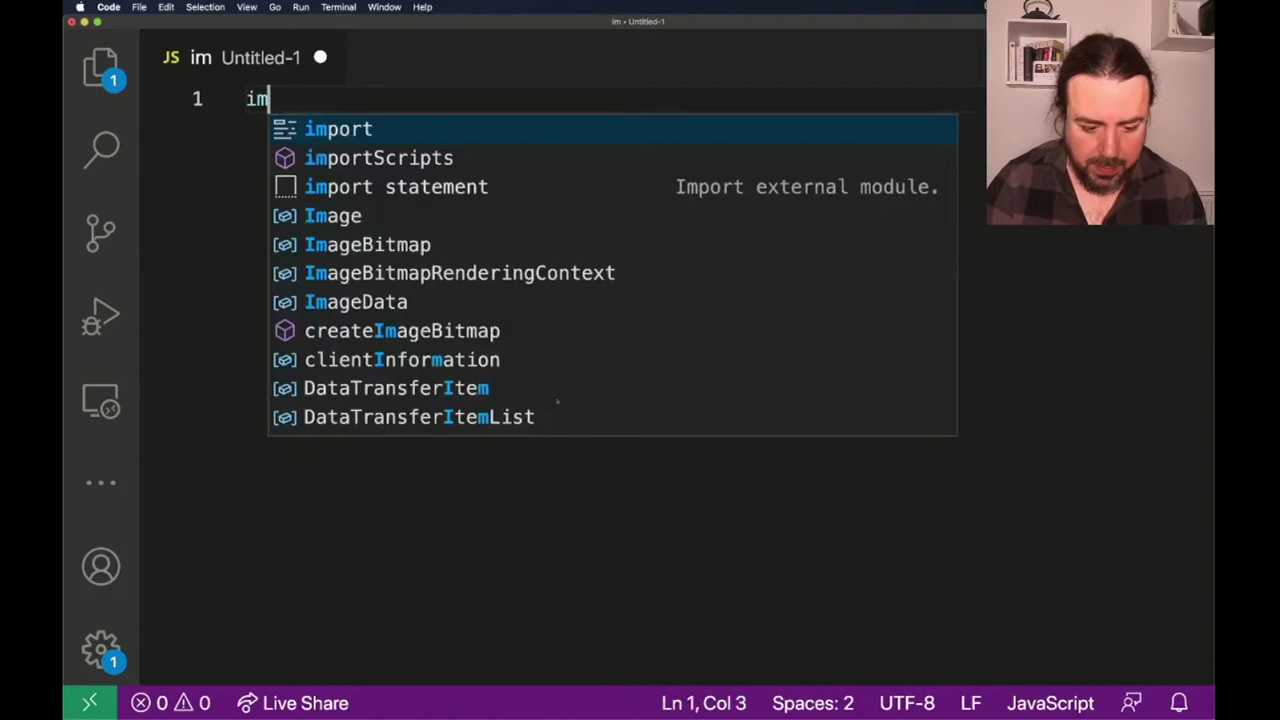 Code File Edit Selection View Go Run Terminal Window Help
im • Untitled-1
JS im Untitled-1
1
1 im
import
importScripts
import statement Import external module.
Image
ImageBitmap
ImageBitmapRenderingContext
ImageData
createImageBitmap
clientInformation
DataTransferItem
DataTransferItemList
1
0 0 Live Share Ln 1, Col 3 Spaces: 2 UTF-8 LF JavaScript